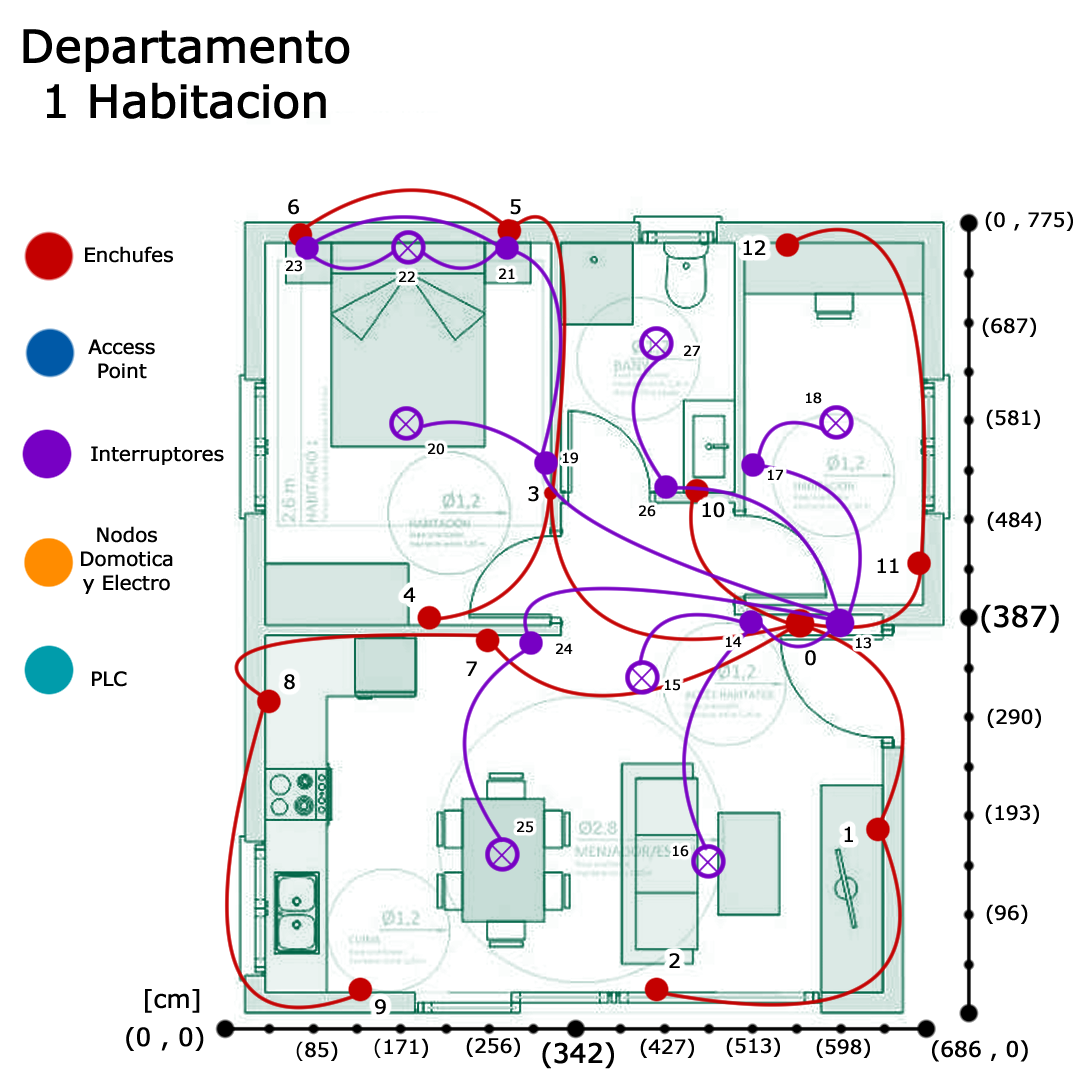 Departamento
1 Habitacion
6
5
12
(0 , 775)
Enchufes
23
22
21
(687)
27
Access
Point
18
(581)
Interruptores
20
19
17
Ø1,2
2.6 m
HABITACIÓ 1
Ø1,2
HABITACION
3
26
10
(484)
Nodos
Domotica
y Electro
11
4
(387)
24
14
0
13
7
15
Ø1,2
PLC
8
(290)
25
Ø2,8
MENJADOR/ES
16
1
(193)
Ø1,2
CUINA
(96)
2
9
[cm]
(0 , 0)
(85)
(171)
(256)
(342)
(427)
(513)
(598)
(686 , 0)